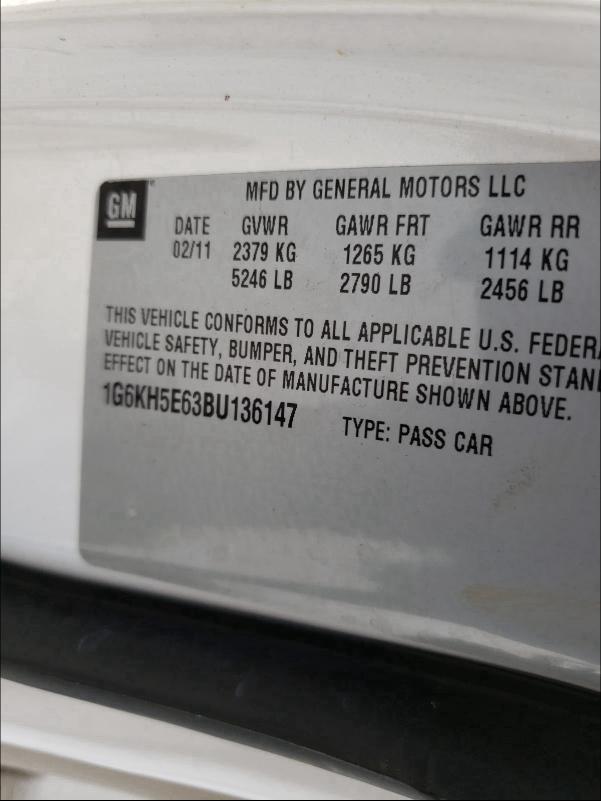 GM
MFD BY GENERAL MOTORS LLC
DATE GVWR GAWR FRT GAWR RR
02/11 2379 KG 1265 KG 1114 KG
5246 LB 2790 LB 2456 LB
THIS VEHICLE CONFORMS TO ALL APPLICABLE U.S. FEDERA
VEHICLE SAFETY, BUMPER, AND THEFT PREVENTION STAN
EFFECT ON THE DATE OF MANUFACTURE SHOWN ABOVE.
1G6KH5E63BU136147 TYPE: PASS CAR